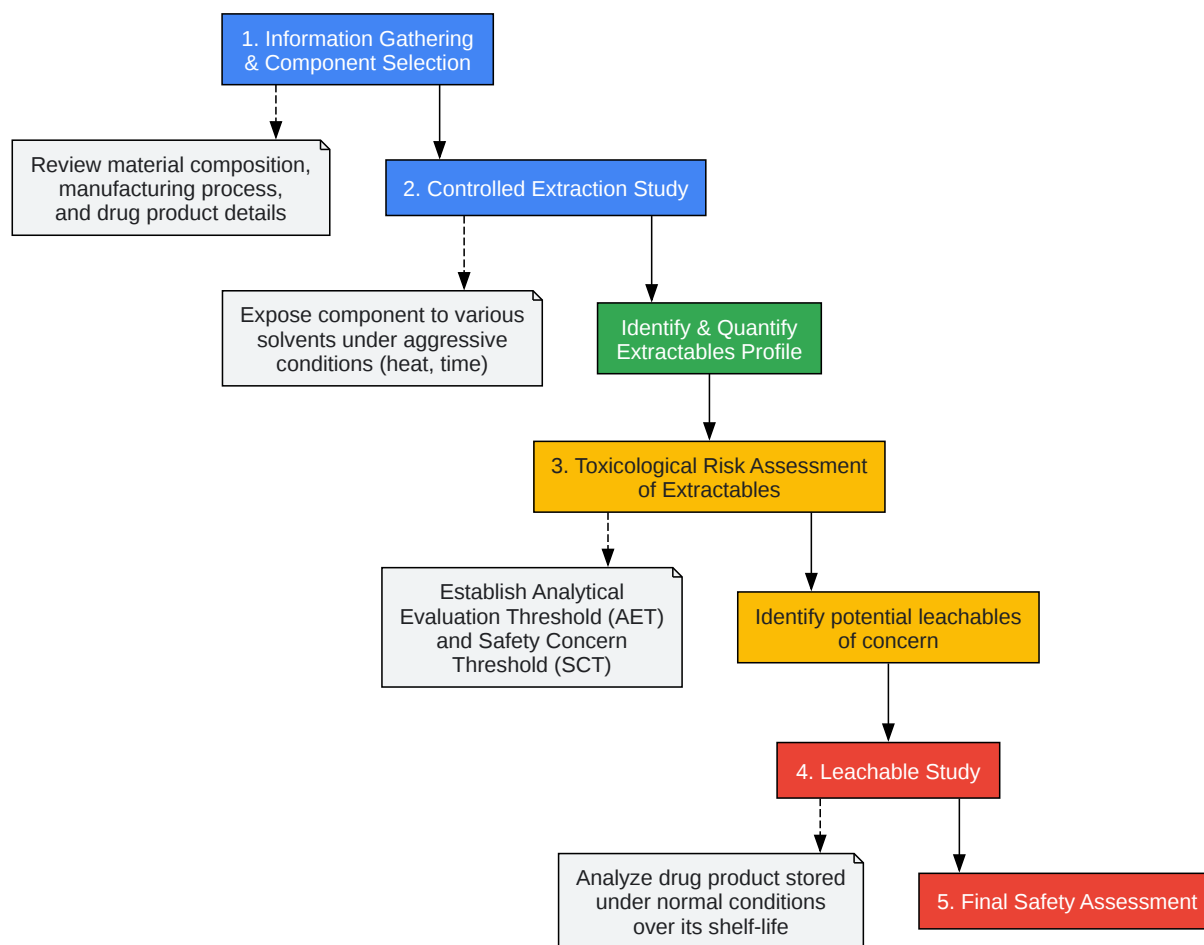 1. Information Gathering
& Component Selection
Review material composition,
manufacturing process,
and drug product details
2. Controlled Extraction Study
Expose component to various
solvents under aggressive
conditions (heat, time)
Identify & Quantify
Extractables Profile
3. Toxicological Risk Assessment
of Extractables
Establish Analytical
Evaluation Threshold (AET)
and Safety Concern
Threshold (SCT)
Identify potential leachables
of concern
4. Leachable Study
Analyze drug product stored
under normal conditions
over its shelf-life
5. Final Safety Assessment